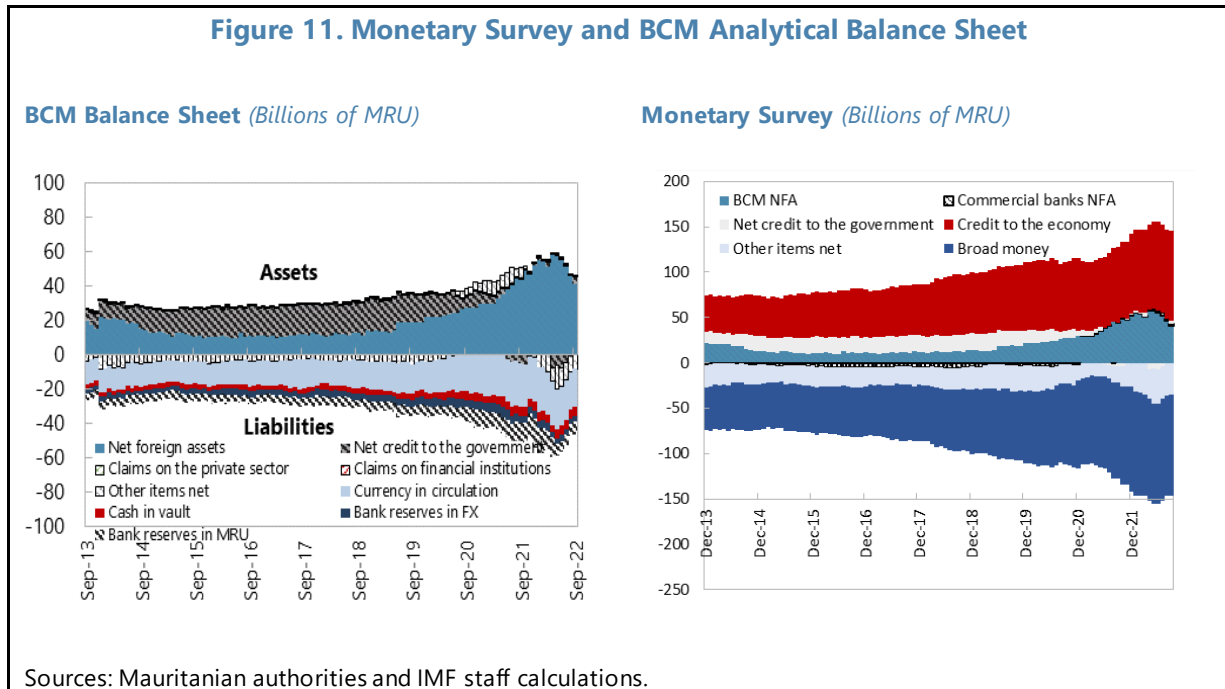 Figure 11. Monetary Survey and BCM Analytical Balance Sheet
BCM Balance Sheet (Billions of MRU)
100
80
60
40
20
0
-20
-40
-60
-80
-100
Assets
Liabilities
Net foreign assets
Net credit to the government
Claims on the private sector
Claims on financial institutions
Other items net
Currency in circulation
Cash in vault
Bank reserves in FX
Bank reserves in MRU
Sep-13
Sep-14
Sep-15
Sep-16
Sep-17
Sep-18
Sep-19
Sep-20
Sep-21
Sep-22
Monetary Survey (Billions of MRU)
200
150
100
50
0
-50
-100
-150
-200
-250
BCM NFA
Commercial banks NFA
Net credit to the government
Credit to the economy
Other items net
Broad money
Dec-13
Dec-14
Dec-15
Dec-16
Dec-17
Dec-18
Dec-19
Dec-20
Dec-21
Sources: Mauritanian authorities and IMF staff calculations.